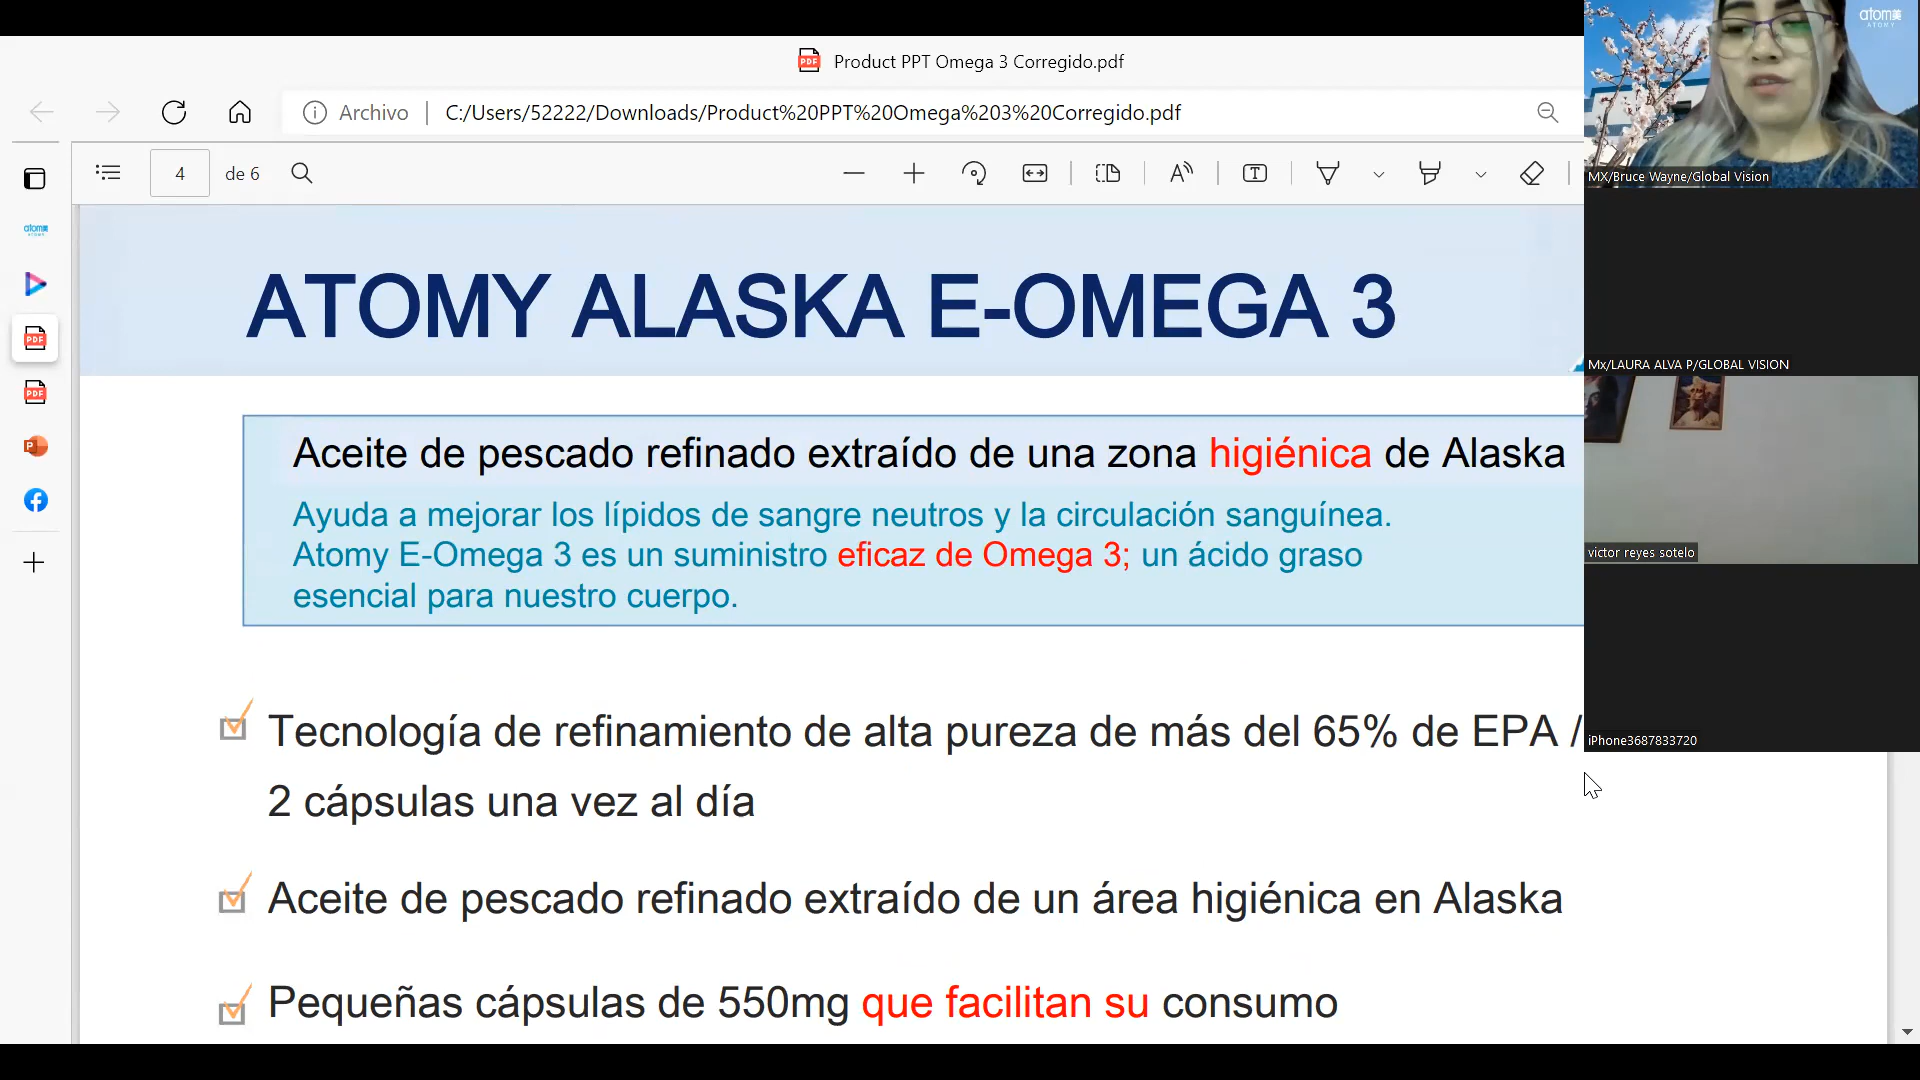 Product PPT Omega 3 Corregido.pdf
Archivo
C:/Users/52222/Downloads/Product%20PPT%20Omega%203%20Corregido.pdf
4 de 6
ATOMY ALASKA E-OMEGA 3
Aceite de pescado refinado extraído de una zona higiénica de Alaska
Ayuda a mejorar los lípidos de sangre neutros y la circulación sanguínea.
Atomy E-Omega 3 es un suministro eficaz de Omega 3; un ácido graso
esencial para nuestro cuerpo.
Tecnología de refinamiento de alta pureza de más del 65% de EPA /
2 cápsulas una vez al día
Aceite de pescado refinado extraído de un área higiénica en Alaska
Pequeñas cápsulas de 550mg que facilitan su consumo
atom美
ATOMY
MX/Bruce Wayne/Global Vision
Mx/LAURA ALVA P/GLOBAL VISION
victor reyes sotelo
iPhone3687833720